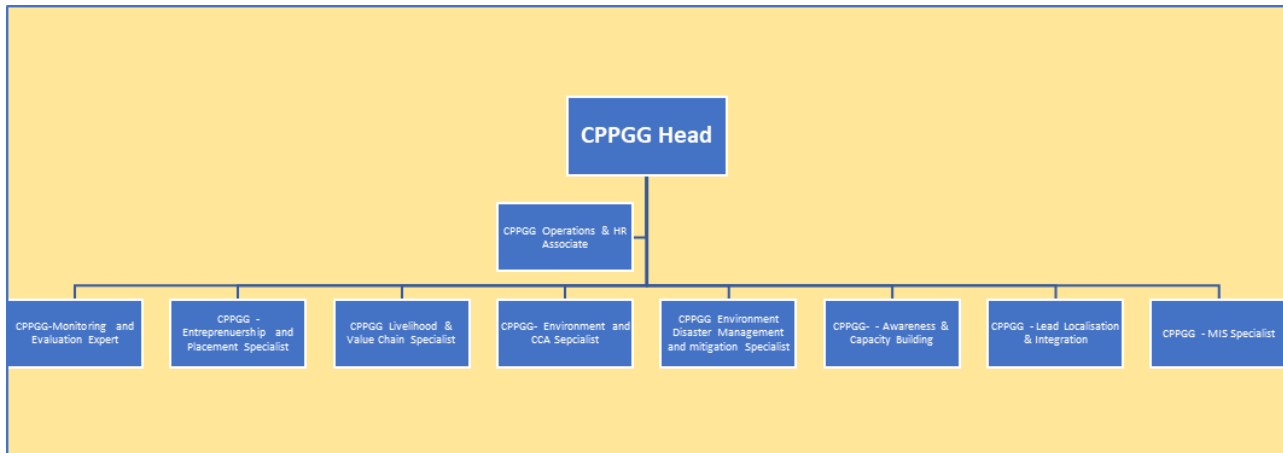 CPPGG Head
CPPGG Operations & HR
Associate
CPPGG-Monitoring and
Evaluation Expert
CPPGG -
Entreprenuership and
Placement Specialist
CPPGG Livelihood &
Value Chain Specialist
CPPGG- Environment and
CCA Sepcialist
CPPGG Environment
Disaster Management
and mitigation Specialist
CPPGG- - Awareness &
Capacity Building
CPPGG - Lead Localisation
& Integration
CPPGG - MIS Specialist